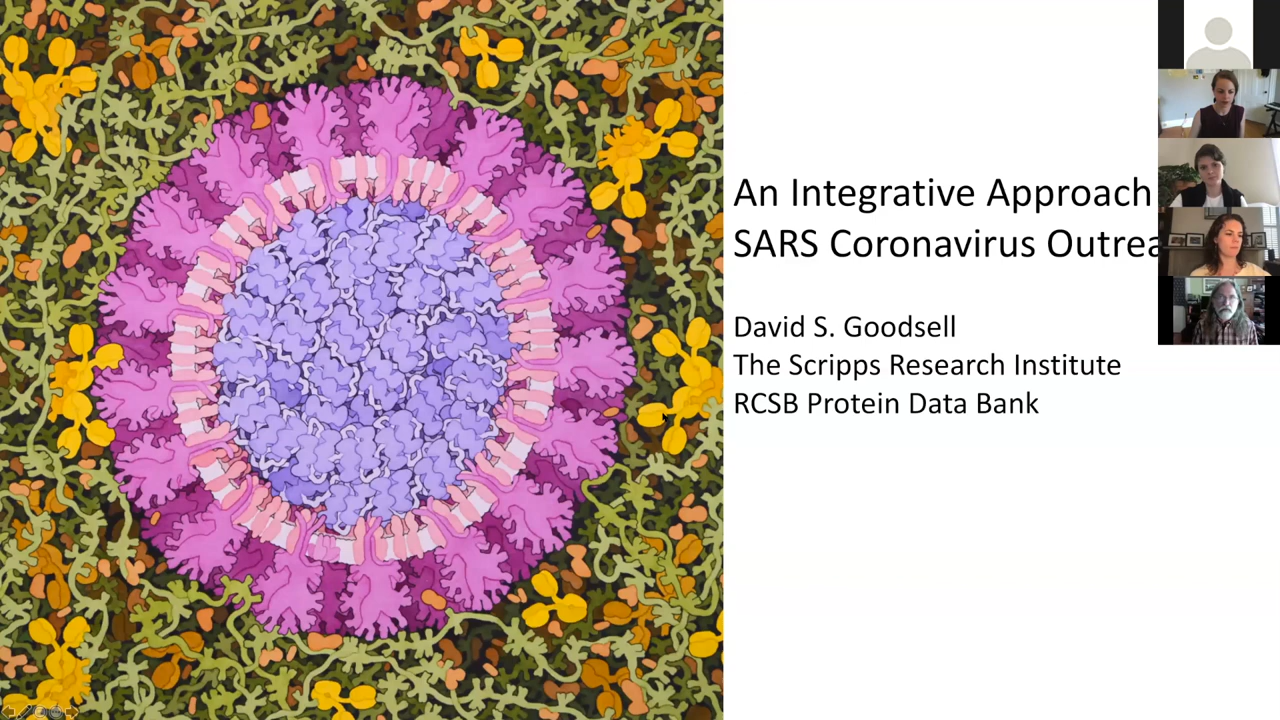 An Integrative Approach
SARS Coronavirus Outrea
David S. Goodsell
The Scripps Research Institute
RCSB Protein Data Bank